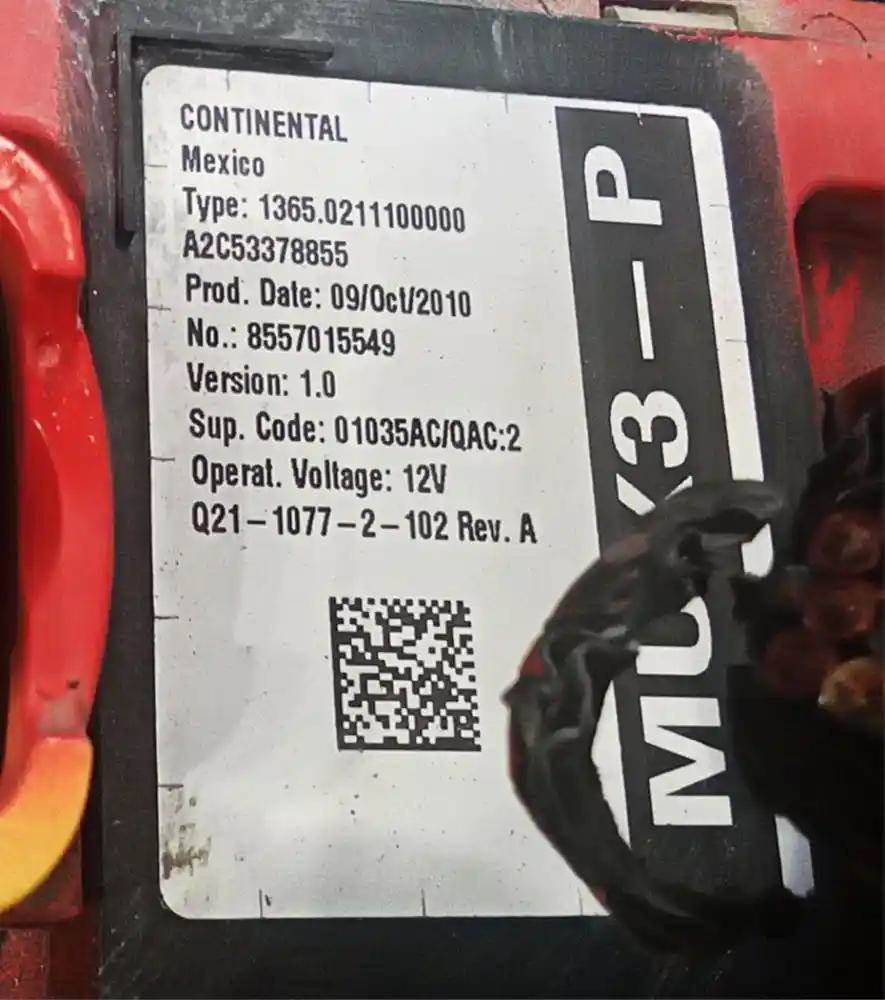 CONTINENTAL
Mexico
Type: 1365.0211100000
A2C53378855
Prod. Date: 09/Oct/2010
No.: 8557015549
Version: 1.0
Sup. Code: 01035AC/QAC:2
Operat. Voltage: 12V
Q21-1077-2-102 Rev. A
MUX3-P